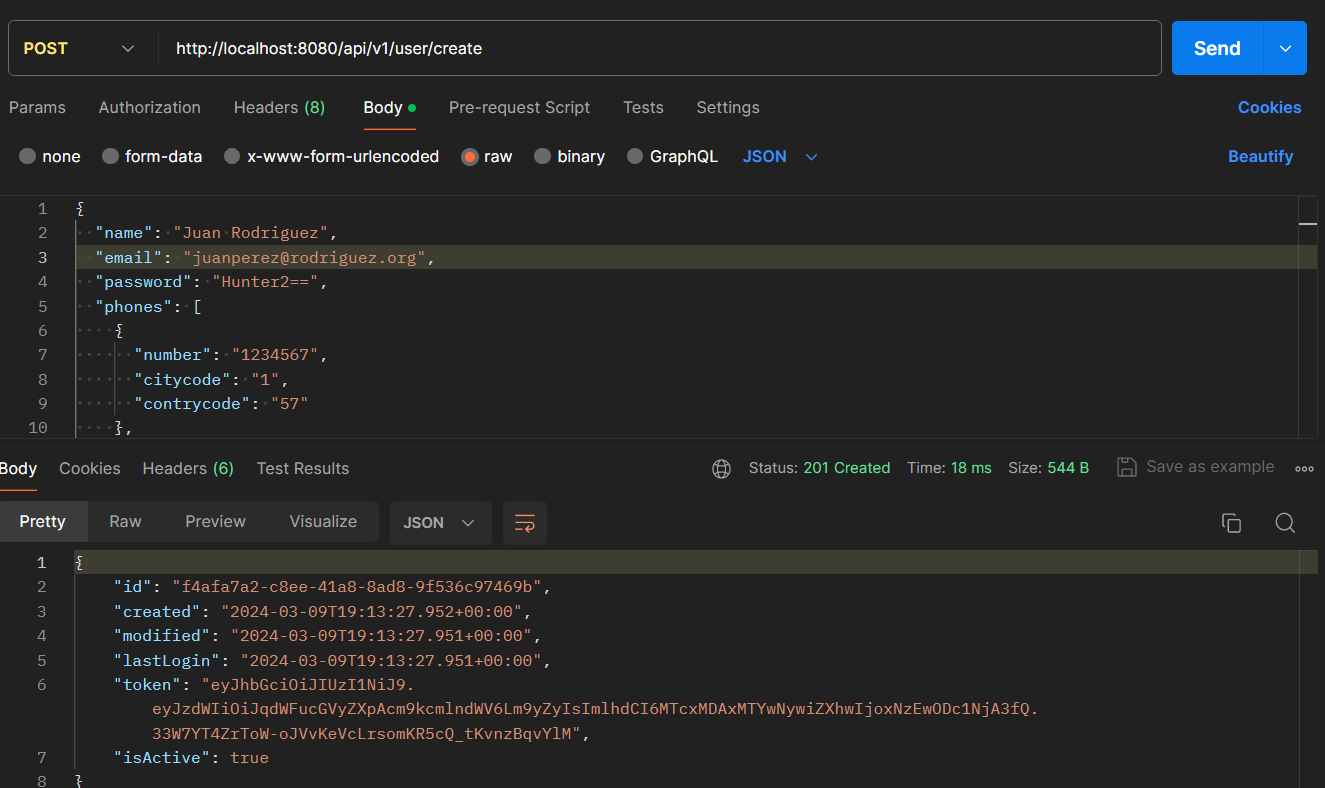 POST http://localhost:8080/api/v1/user/create Send
Params Authorization Headers (8) Body Pre-request Script Tests Settings Cookies
none form-data x-www-form-urlencoded raw binary GraphQL JSON Beautify
1 {
2 "name": "Juan Rodriguez",
3 "email": "juanperez@rodriguez.org",
4 "password": "Hunter2==",
5 "phones": [
6 {
7 "number": "1234567",
8 "citycode": "1",
9 "contrycode": "57"
10 },
Body Cookies Headers (6) Test Results Status: 201 Created Time: 18 ms Size: 544 B Save as example
Pretty Raw Preview Visualize JSON
1 {
2 "id": "f4afa7a2-c8ee-41a8-8ad8-9f536c97469b",
3 "created": "2024-03-09T19:13:27.952+00:00",
4 "modified": "2024-03-09T19:13:27.951+00:00",
5 "lastLogin": "2024-03-09T19:13:27.951+00:00",
6 "token": "eyJhbGciOiJIUzI1NiJ9.
eyJzdWIiOiJqdWFucGVyZXpAcm9kcmlndWV6Lm9yZyIsImlhdCI6MTcxMDAxMTYwNywiZXhwIjoxNzEwODc1NjA3fQ.
33W7YT4ZrToW-oJVvKeVcLrsomKR5cQ_tKvnzBqvYlM",
7 "isActive": true
8 }